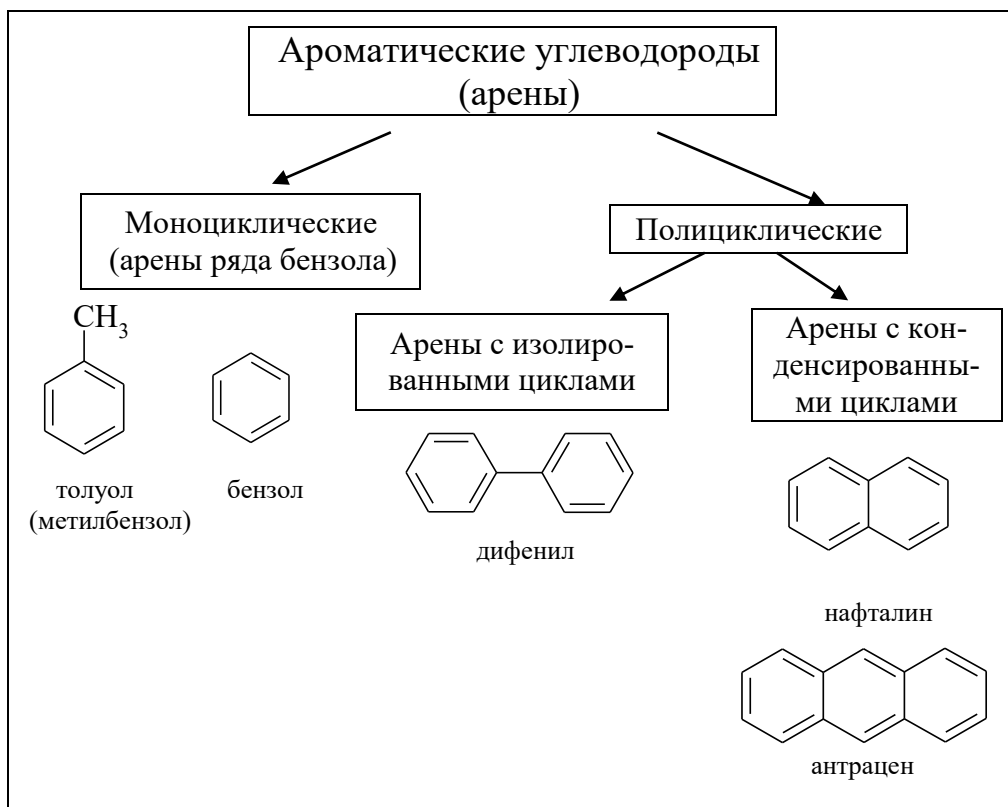 Ароматические углеводороды
(арены)
Моноциклические
(арены ряда бензола)
Полициклические
CH3
Арены с изолиро-
ванными циклами
Арены с кон-
денсированны-
ми циклами
толуол
(метилбензол)
бензол
дифенил
нафталин
антрацен